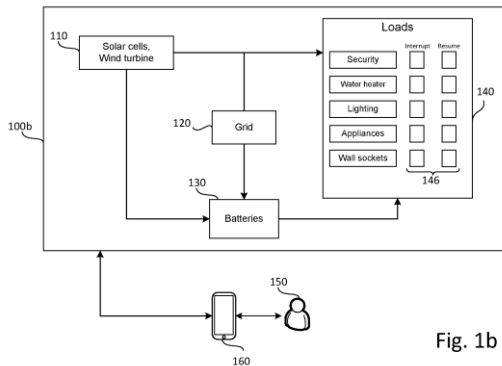 110
Solar cells,
Wind turbine
Loads
Interrupt Resume
Security
Water heater
Lighting
Appliances
Wall sockets
140
146
100b
120
Grid
130
Batteries
150
160
Fig. 1b